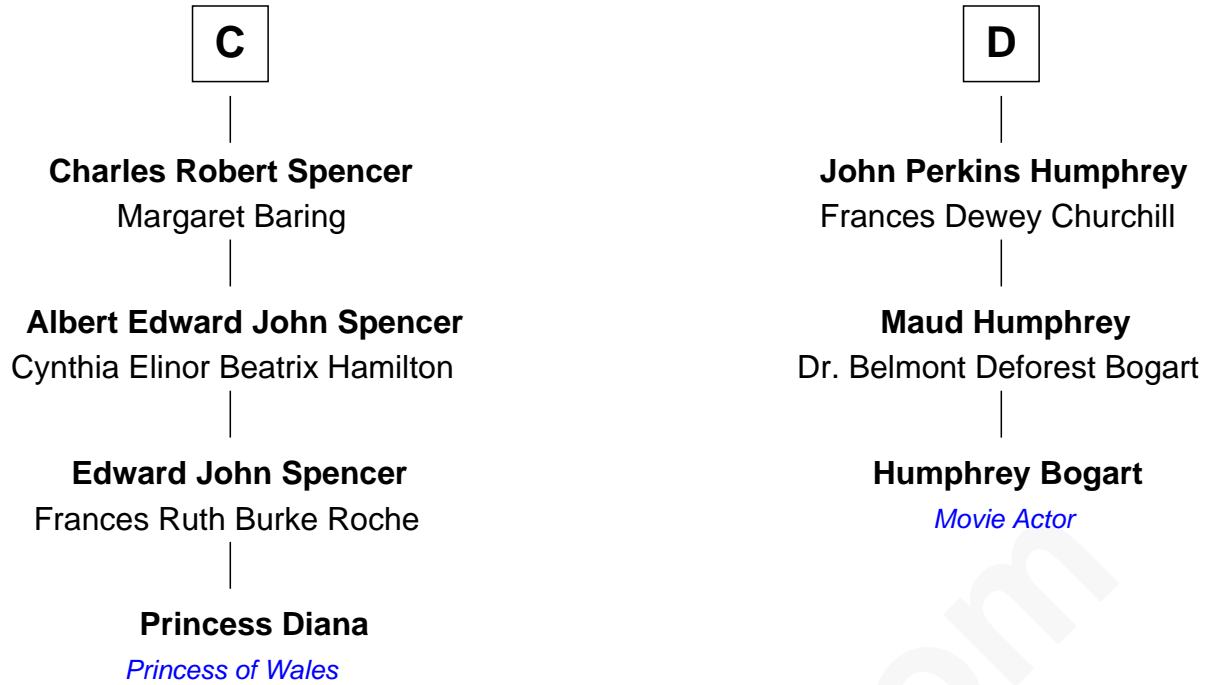 C
Charles Robert Spencer
Margaret Baring
Albert Edward John Spencer
Cynthia Elinor Beatrix Hamilton
Edward John Spencer
Frances Ruth Burke Roche
Princess Diana
Princess of Wales
D
John Perkins Humphrey
Frances Dewey Churchill
Maud Humphrey
Dr. Belmont Deforest Bogart
Humphrey Bogart
Movie Actor
om